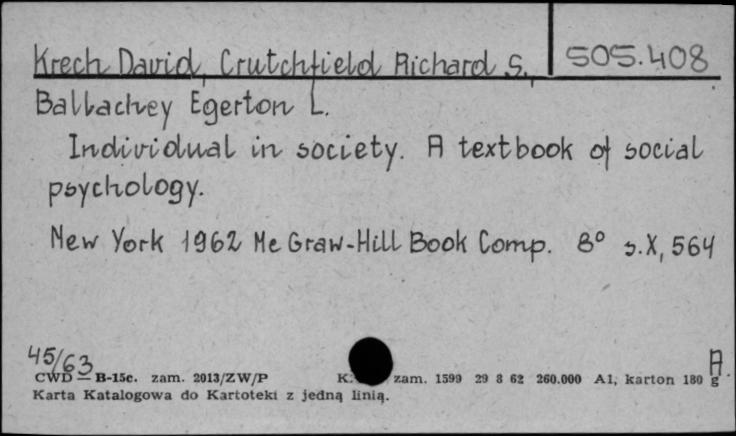 Krech David, Crutchfield Richard S., 505.408
Ballachey Egerton L.
Individual in society. A textbook of social
psychology.
New York 1962 Mc Graw-Hill Book Comp. 8° s.X, 564
45/63 A
CWD — B-15c. zam. 2013/ZW/P K. zam. 1599 29 8 62 260.000 A1, karton 180 g.
Karta Katalogowa do Kartoteki z jedną linią.